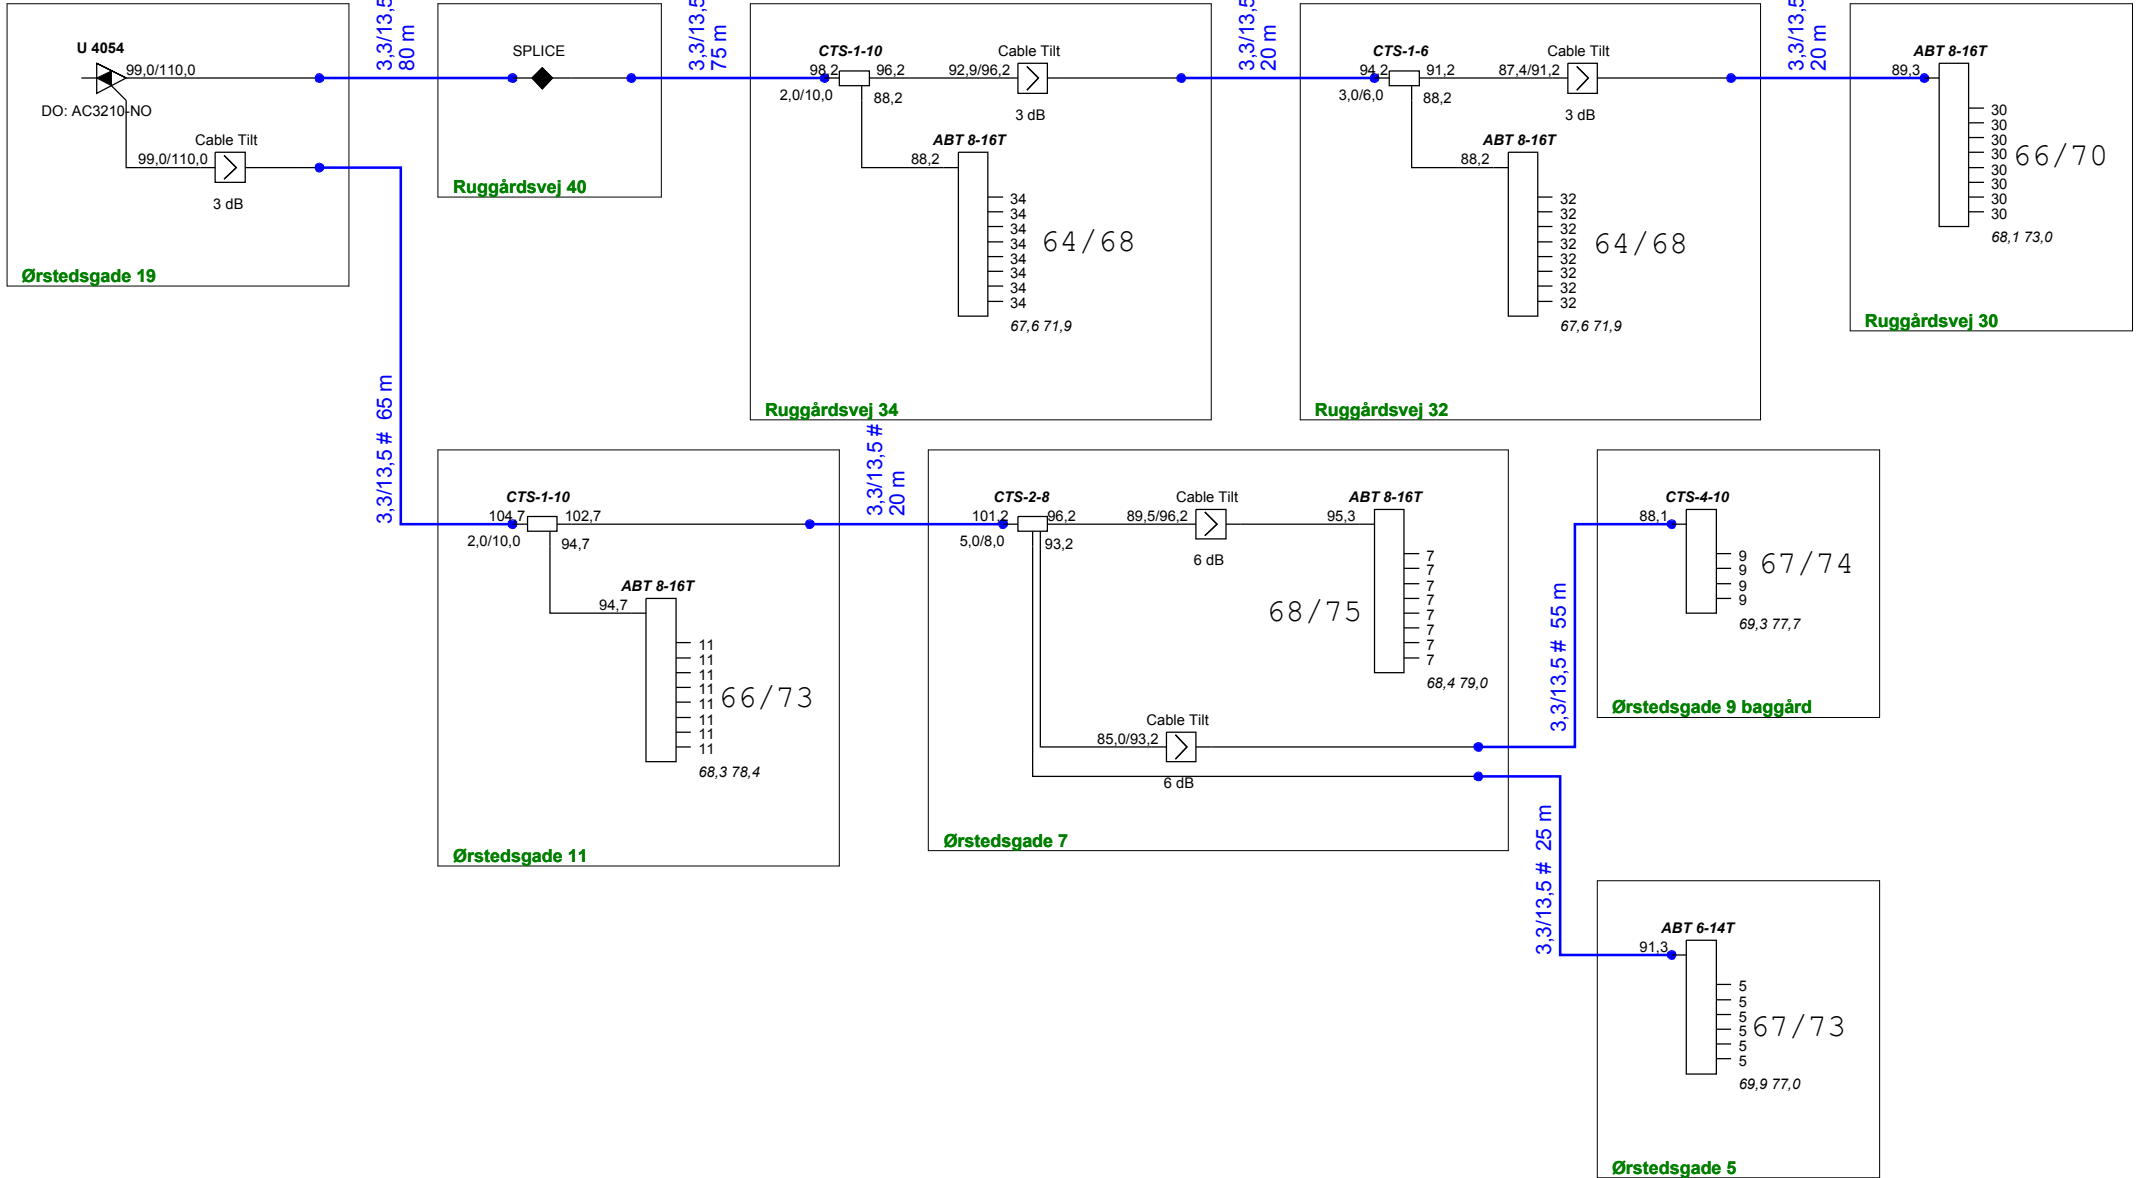 U 4054
99,0/110,0
DO: AC3210-NO
Cable Tilt
99,0/110,0
3 dB
Ørstedsgade 19
3,3/13,5
80 m
SPLICE
Ruggårdsvej 40
3,3/13,5
75 m
CTS-1-10
98,2
96,2
2,0/10,0
88,2
92,9/96,2
Cable Tilt
3 dB
ABT 8-16T
88,2
34
34
34
34
34
34
34
34
64/68
67,6 71,9
Ruggårdsvej 34
3,3/13,5
20 m
CTS-1-6
94,2
91,2
3,0/6,0
88,2
87,4/91,2
Cable Tilt
3 dB
ABT 8-16T
88,2
32
32
32
32
32
32
32
32
64/68
67,6 71,9
Ruggårdsvej 32
3,3/13,5
20 m
ABT 8-16T
89,3
30
30
30
30
30
30
30
30
66/70
68,1 73,0
Ruggårdsvej 30
3,3/13,5 # 65 m
CTS-1-10
104,7
102,7
2,0/10,0
94,7
ABT 8-16T
94,7
11
11
11
11
11
11
11
11
66/73
68,3 78,4
Ørstedsgade 11
3,3/13,5 #
20 m
CTS-2-8
101,2
96,2
5,0/8,0
93,2
89,5/96,2
Cable Tilt
6 dB
ABT 8-16T
95,3
7
7
7
7
7
7
7
7
68/75
68,4 79,0
Cable Tilt
85,0/93,2
6 dB
Ørstedsgade 7
3,3/13,5 # 55 m
CTS-4-10
88,1
9
9
9
9
67/74
69,3 77,7
Ørstedsgade 9 baggård
3,3/13,5 # 25 m
ABT 6-14T
91,3
5
5
5
5
5
5
67/73
69,9 77,0
Ørstedsgade 5